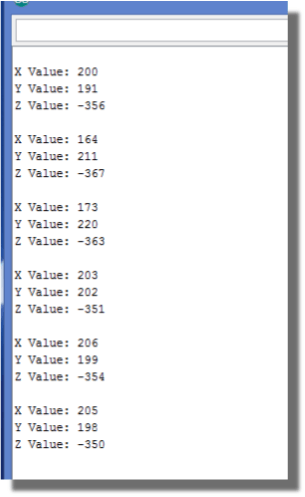 X Value: 200
Y Value: 191
Z Value: -356
X Value: 164
Y Value: 211
Z Value: -367
X Value: 173
Y Value: 220
Z Value: -363
X Value: 203
Y Value: 202
Z Value: -351
X Value: 206
Y Value: 199
Z Value: -354
X Value: 205
Y Value: 198
Z Value: -350